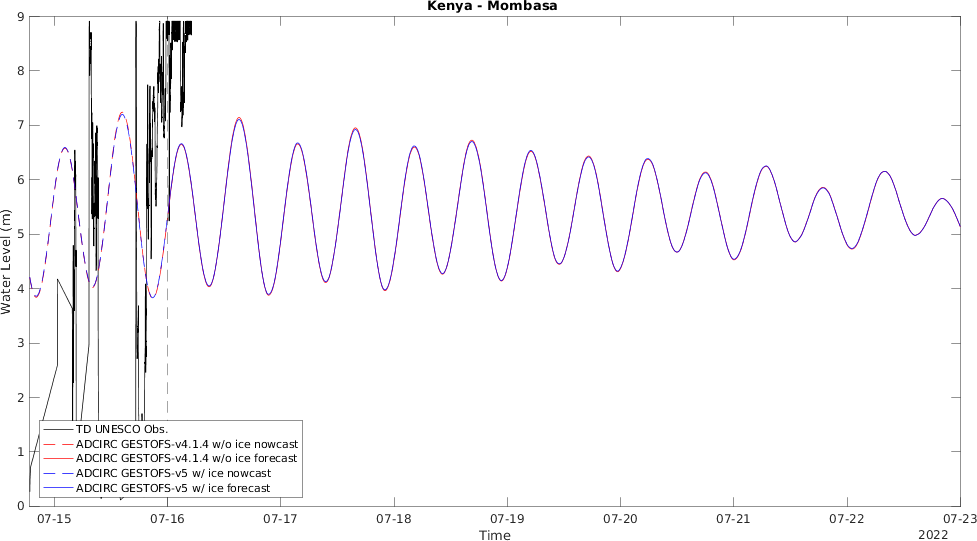 Kenya - Mombasa
9
8
7
6
5
4
3
2
1
0
Water Level (m)
TD UNESCO Obs.
ADCIRC GESTOFS-v4.1.4 w/o ice nowcast
ADCIRC GESTOFS-v4.1.4 w/o ice forecast
ADCIRC GESTOFS-v5 w/ ice nowcast
ADCIRC GESTOFS-v5 w/ ice forecast
07-15 07-16 07-17 07-18 07-19 07-20 07-21 07-22 07-23
Time
2022